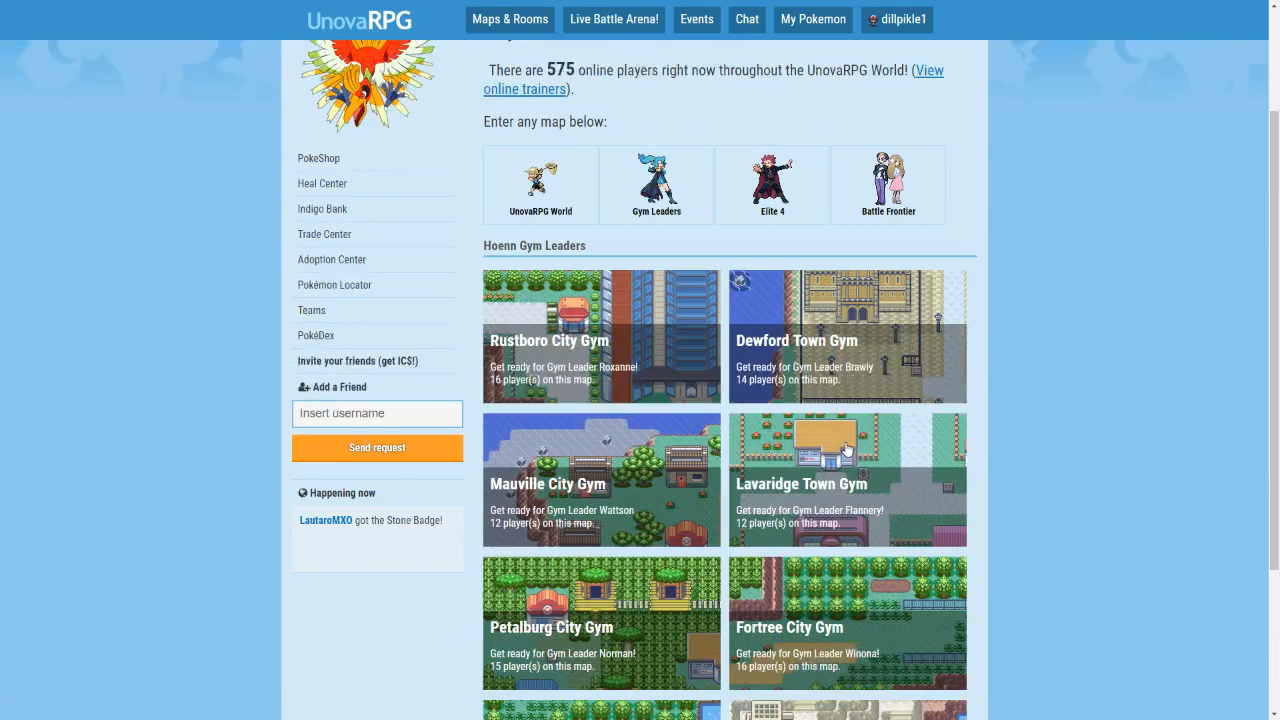 UnovaRPG
Maps & Rooms
Live Battle Arena!
Events
Chat
My Pokemon
dillpikle1
There are 575 online players right now throughout the UnovaRPG World! (View
online trainers).
Enter any map below:
UnovaRPG World
Gym Leaders
Elite 4
Battle Frontier
PokeShop
Heal Center
Indigo Bank
Trade Center
Adoption Center
Pokémon Locator
Teams
PokéDex
Invite your friends (get IC$!)
Add a Friend
Insert username
Send request
Happening now
LautaroMXO got the Stone Badge!
Hoenn Gym Leaders
Rustboro City Gym
Get ready for Gym Leader Roxanne!
16 player(s) on this map.
Dewford Town Gym
Get ready for Gym Leader Brawly
14 player(s) on this map.
Mauville City Gym
Get ready for Gym Leader Wattson
12 player(s) on this map.
Lavaridge Town Gym
Get ready for Gym Leader Flannery!
12 player(s) on this map.
Petalburg City Gym
Get ready for Gym Leader Norman!
15 player(s) on this map.
Fortree City Gym
Get ready for Gym Leader Winona!
16 player(s) on this map.